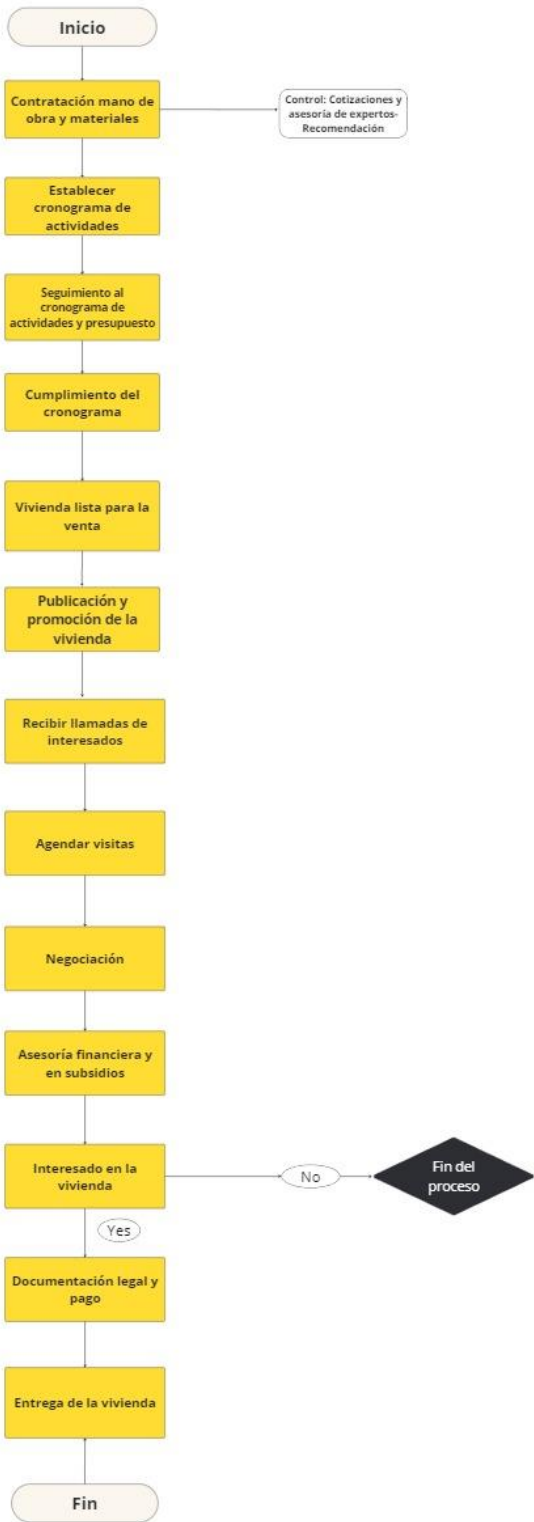 Inicio
Contratación mano de
obra y materiales
Control: Cotizaciones y
asesoría de expertos-
Recomendación
Establecer
cronograma de
actividades
Seguimiento al
cronograma de
actividades y presupuesto
Cumplimiento del
cronograma
Vivienda lista para la
venta
Publicación y
promoción de la
vivienda
Recibir llamadas de
interesados
Agendar visitas
Negociación
Asesoría financiera y
en subsidios
Interesado en la
vivienda
No
Fin del
proceso
Yes
Documentación legal y
pago
Entrega de la vivienda
Fin